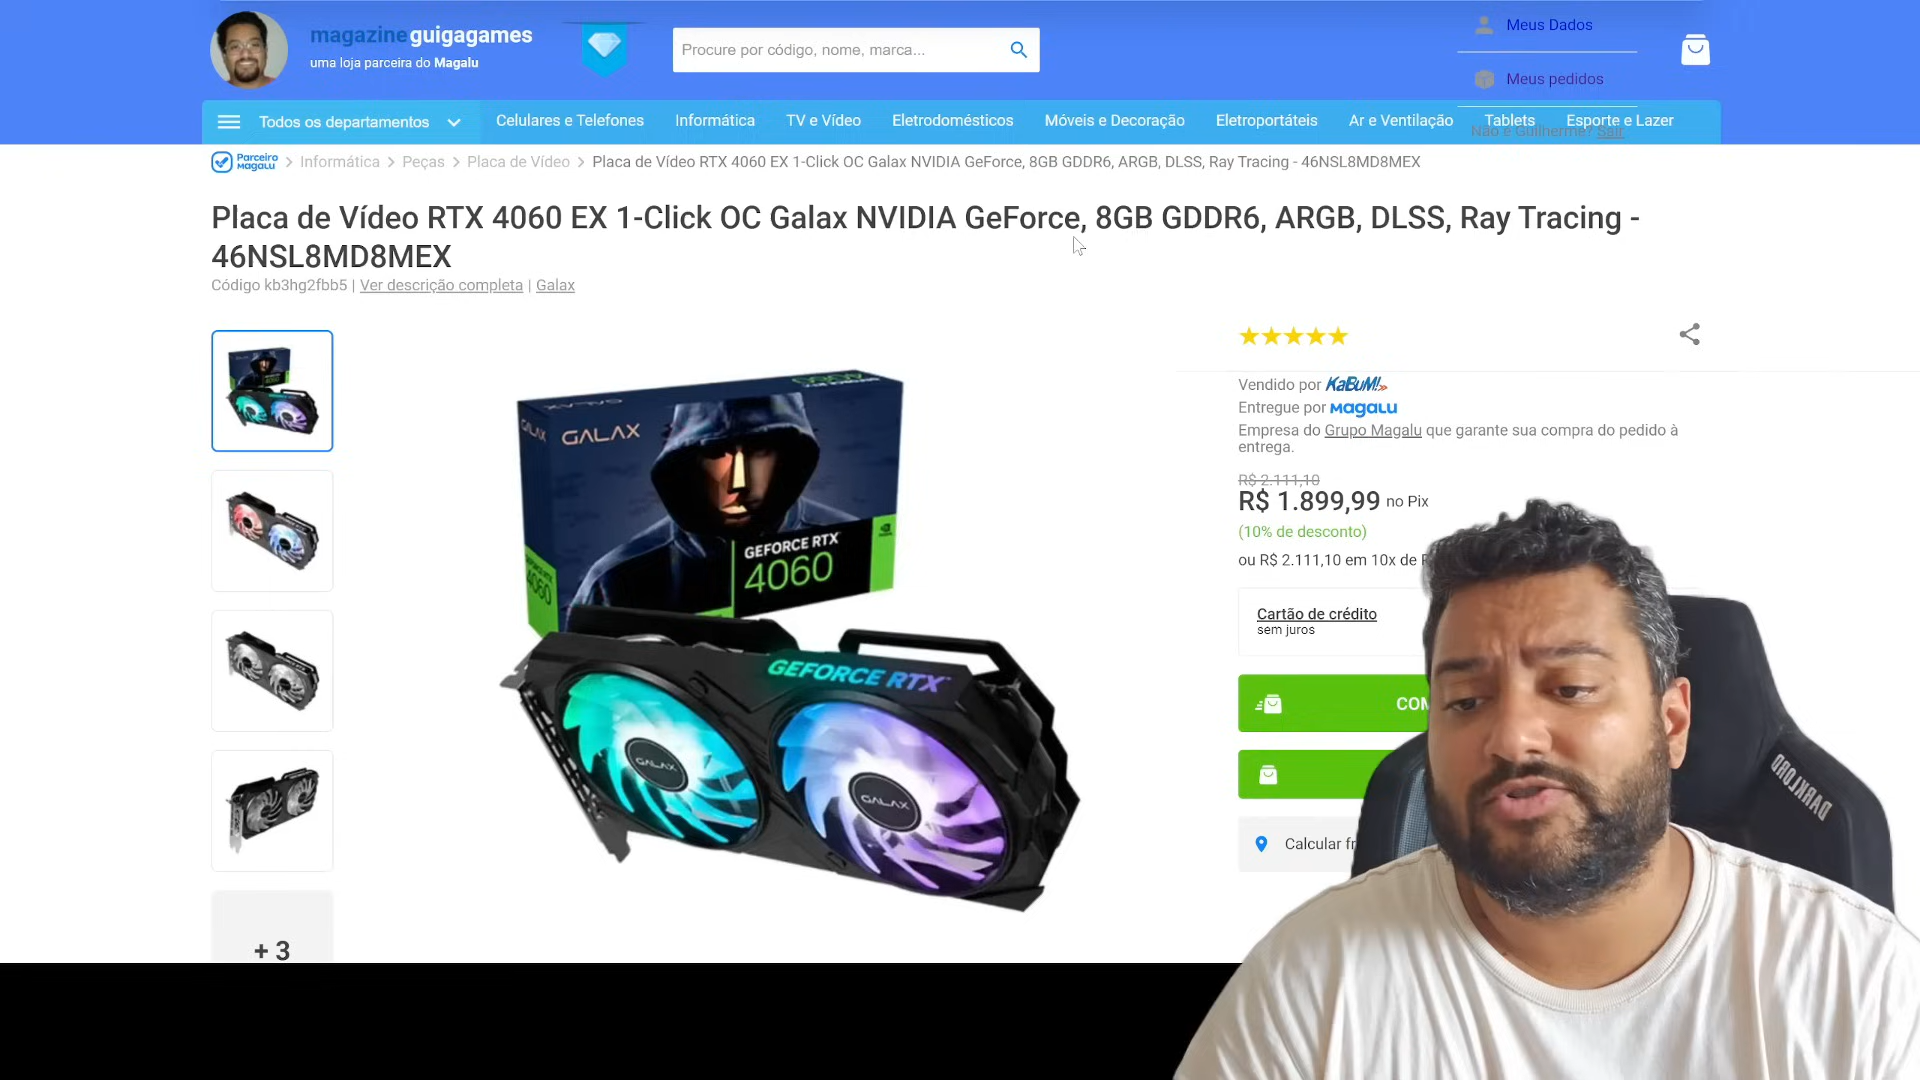 magazineguigagames
uma loja parceira do Magalu
Procure por código, nome, marca...
Meus Dados
Meus pedidos
Não é Guilherme? Sair
Todos os departamentos
Celulares e Telefones
Informática
TV e Vídeo
Eletrodomésticos
Móveis e Decoração
Eletroportáteis
Ar e Ventilação
Tablets
Esporte e Lazer
Parceiro Magalu > Informática > Peças > Placa de Vídeo > Placa de Vídeo RTX 4060 EX 1-Click OC Galax NVIDIA GeForce, 8GB GDDR6, ARGB, DLSS, Ray Tracing - 46NSL8MD8MEX
Placa de Vídeo RTX 4060 EX 1-Click OC Galax NVIDIA GeForce, 8GB GDDR6, ARGB, DLSS, Ray Tracing -
46NSL8MD8MEX
Código kb3hg2fbb5 | Ver descrição completa | Galax
GALAX
GALAX
GEFORCE RTX
4060
4060
GEFORCE RTX
GALAX
GALAX
+ 3
Vendido por KaBuM!
Entregue por Magalu
Empresa do Grupo Magalu que garante sua compra do pedido à
entrega.
R$ 2.111,10
R$ 1.899,99 no Pix
(10% de desconto)
ou R$ 2.111,10 em 10x de
Cartão de crédito
sem juros
COM
Calcular fr
DARKLORD